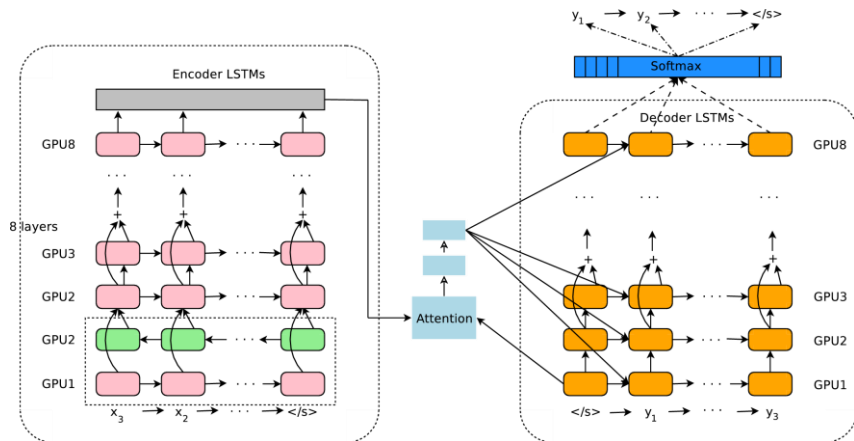 y1 y2 · · · </s>
Softmax
Encoder LSTMs
Decoder LSTMs
GPU8 · · · · · · GPU8
· · · · · · · · · · · · · · ·
+ + +
8 layers
GPU3 · · ·
+ + +
GPU2 · · · · · · GPU3
GPU2 · · · Attention · · · GPU2
GPU1 · · · · · · GPU1
x3 x2 · · · </s> </s> y1 · · · y3